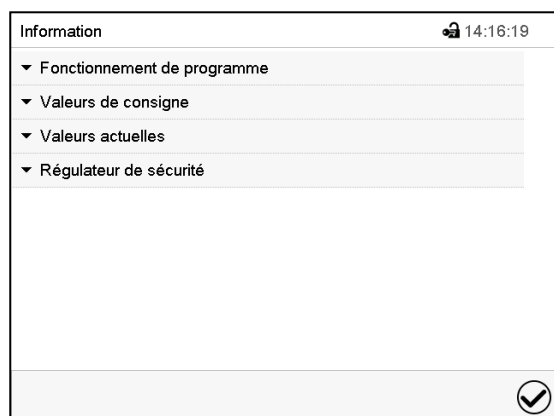 Information 14:16:19
Fonctionnement de programme
Valeurs de consigne
Valeurs actuelles
Régulateur de sécurité